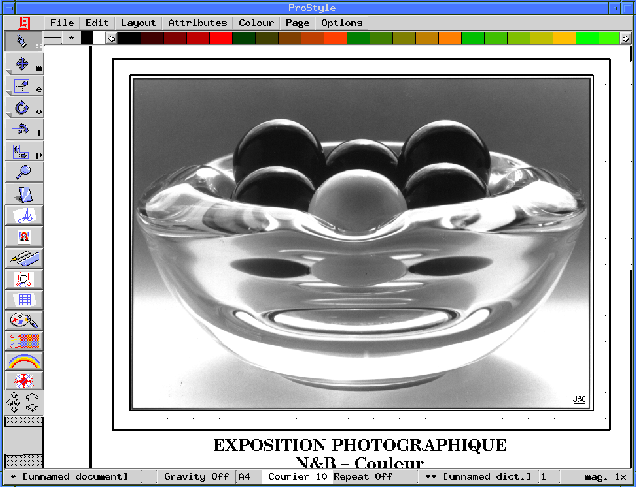 ProStyle
File Edit Layout Attributes Colour Page Options
JBC
EXPOSITION PHOTOGRAPHIQUE
N&B – Couleur
* [unnamed document] Gravity Off A4 Courier 10 Repeat Off ** [unnamed dict.] 1 mag. 1x